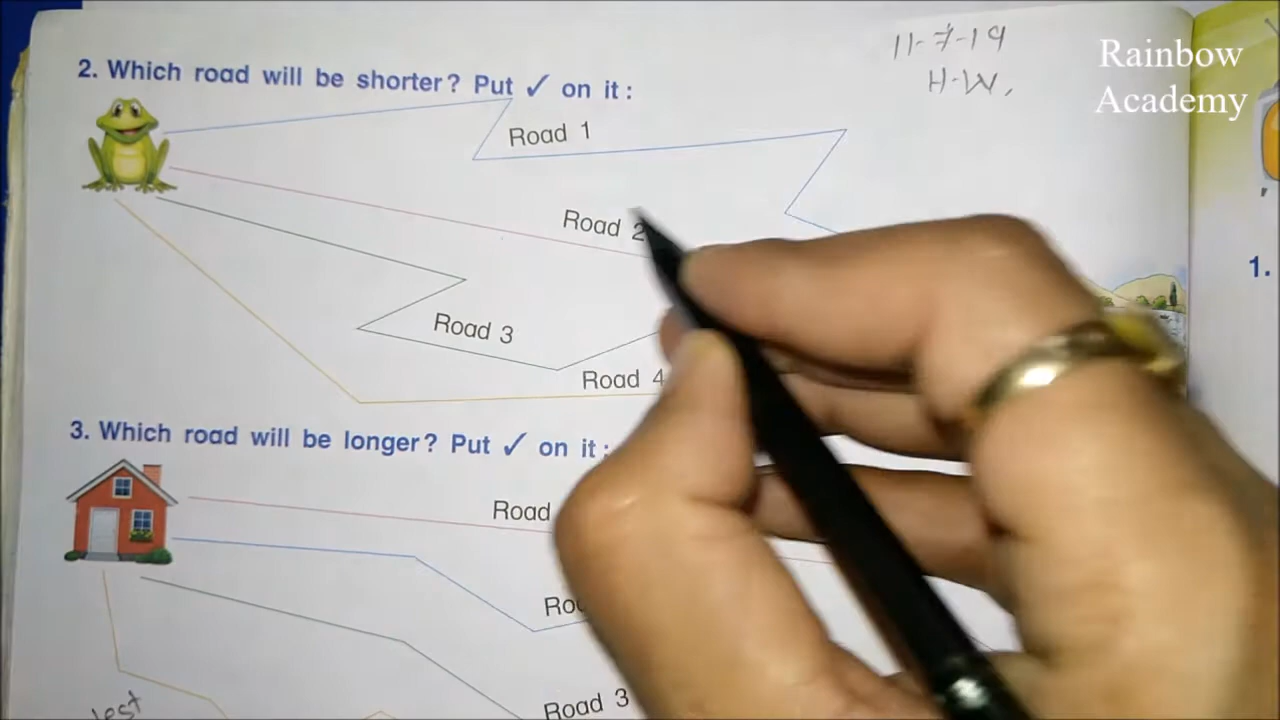 11-7-19
H.W.
Rainbow
Academy
2. Which road will be shorter? Put ✓ on it :
Road 1
Road 2
Road 3
Road 4
3. Which road will be longer? Put ✓ on it :
Road
Road 3
1.